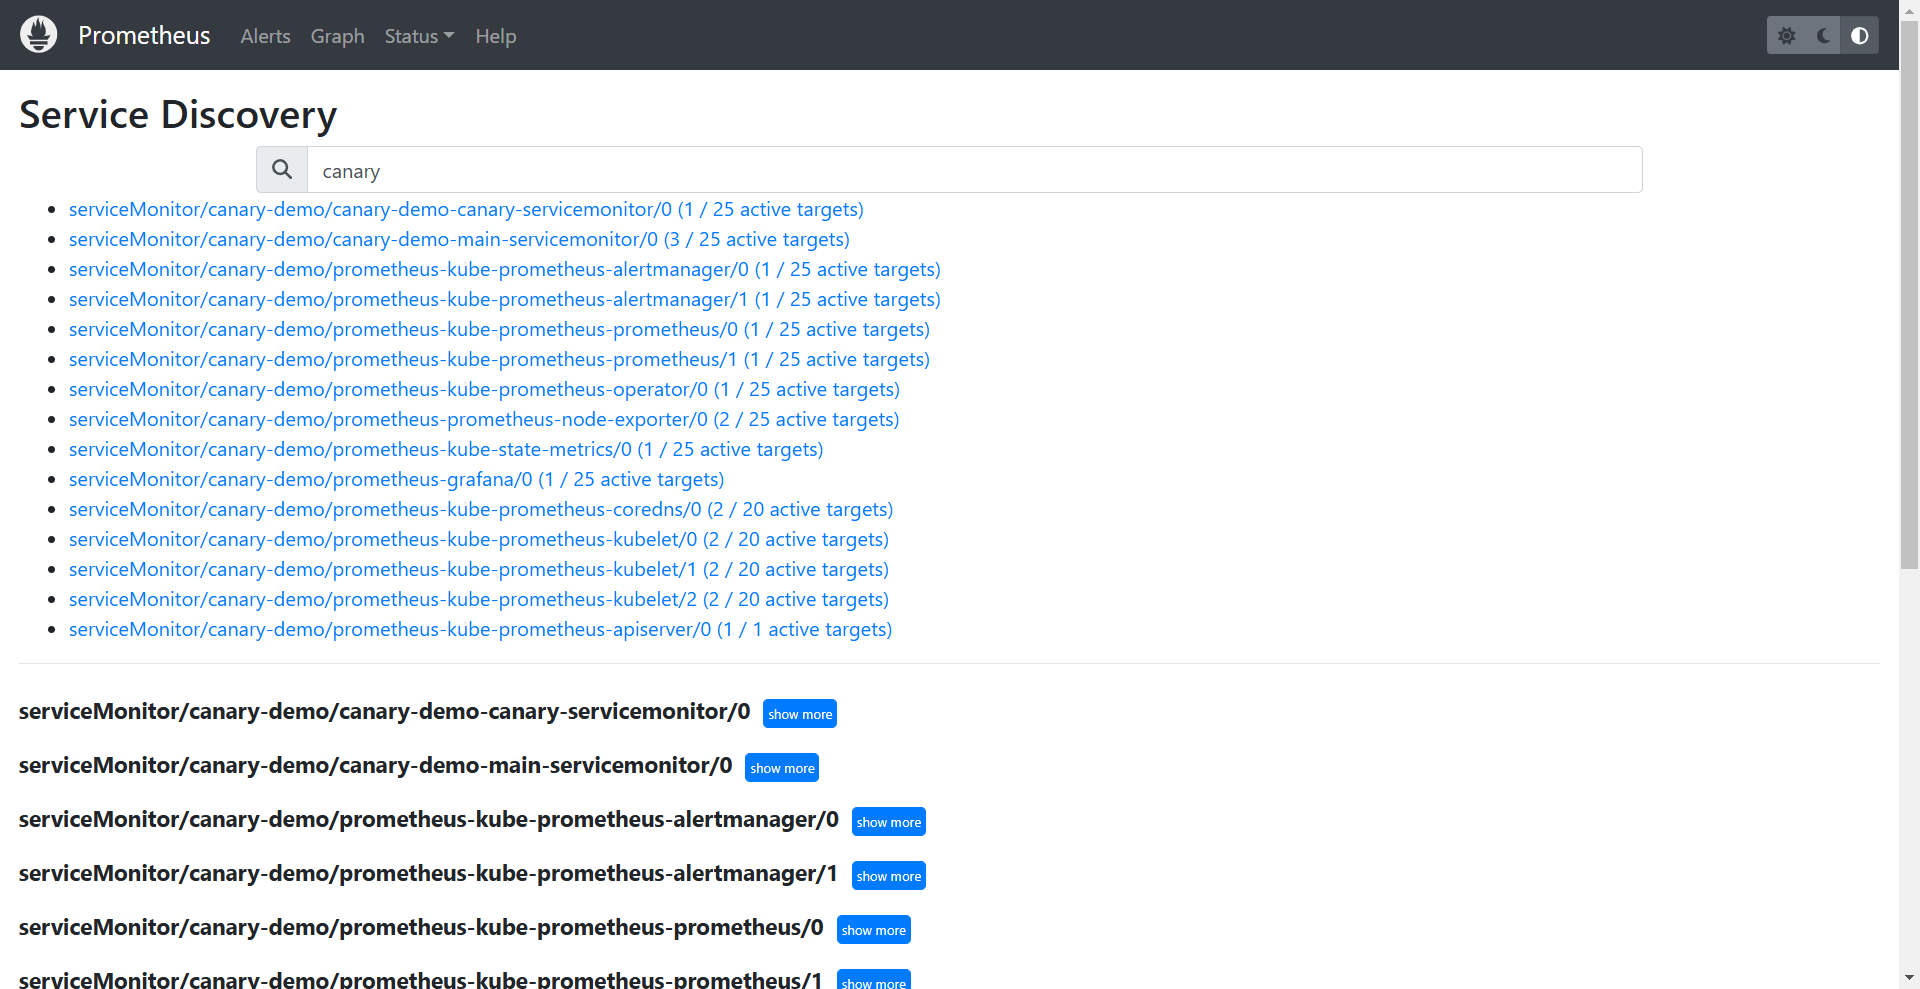 Prometheus Alerts Graph Status Help
Service Discovery
canary
serviceMonitor/canary-demo/canary-demo-canary-servicemonitor/0 (1 / 25 active targets)
serviceMonitor/canary-demo/canary-demo-main-servicemonitor/0 (3 / 25 active targets)
serviceMonitor/canary-demo/prometheus-kube-prometheus-alertmanager/0 (1 / 25 active targets)
serviceMonitor/canary-demo/prometheus-kube-prometheus-alertmanager/1 (1 / 25 active targets)
serviceMonitor/canary-demo/prometheus-kube-prometheus-prometheus/0 (1 / 25 active targets)
serviceMonitor/canary-demo/prometheus-kube-prometheus-prometheus/1 (1 / 25 active targets)
serviceMonitor/canary-demo/prometheus-kube-prometheus-operator/0 (1 / 25 active targets)
serviceMonitor/canary-demo/prometheus-prometheus-node-exporter/0 (2 / 25 active targets)
serviceMonitor/canary-demo/prometheus-kube-state-metrics/0 (1 / 25 active targets)
serviceMonitor/canary-demo/prometheus-grafana/0 (1 / 25 active targets)
serviceMonitor/canary-demo/prometheus-kube-prometheus-coredns/0 (2 / 20 active targets)
serviceMonitor/canary-demo/prometheus-kube-prometheus-kubelet/0 (2 / 20 active targets)
serviceMonitor/canary-demo/prometheus-kube-prometheus-kubelet/1 (2 / 20 active targets)
serviceMonitor/canary-demo/prometheus-kube-prometheus-kubelet/2 (2 / 20 active targets)
serviceMonitor/canary-demo/prometheus-kube-prometheus-apiserver/0 (1 / 1 active targets)
serviceMonitor/canary-demo/canary-demo-canary-servicemonitor/0 show more
serviceMonitor/canary-demo/canary-demo-main-servicemonitor/0 show more
serviceMonitor/canary-demo/prometheus-kube-prometheus-alertmanager/0 show more
serviceMonitor/canary-demo/prometheus-kube-prometheus-alertmanager/1 show more
serviceMonitor/canary-demo/prometheus-kube-prometheus-prometheus/0 show more
serviceMonitor/canary-demo/prometheus-kube-prometheus-prometheus/1 show more